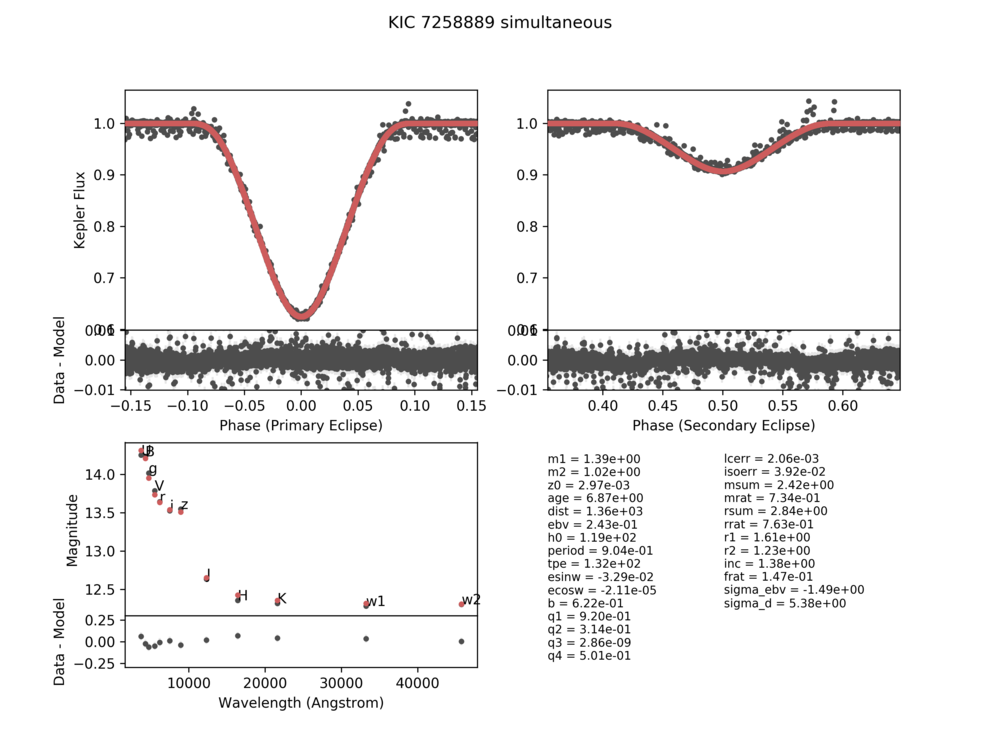 KIC 7258889 simultaneous
1.0
0.9
0.8
0.7
0.6
Kepler Flux
1.0
0.9
0.8
0.7
0.6
0.01
0.00
−0.01
Data - Model
0.01
0.00
−0.01
−0.15 −0.10 −0.05 0.00 0.05 0.10 0.15
Phase (Primary Eclipse)
0.40 0.45 0.50 0.55 0.60
Phase (Secondary Eclipse)
14.0
13.5
13.0
12.5
Magnitude
U
B
g
V
r
i
z
J
H
K
w1
w2
0.25
0.00
−0.25
Data - Model
10000 20000 30000 40000
Wavelength (Angstrom)
m1 = 1.39e+00
m2 = 1.02e+00
z0 = 2.97e-03
age = 6.87e+00
dist = 1.36e+03
ebv = 2.43e-01
h0 = 1.19e+02
period = 9.04e-01
tpe = 1.32e+02
esinw = -3.29e-02
ecosw = -2.11e-05
b = 6.22e-01
q1 = 9.20e-01
q2 = 3.14e-01
q3 = 2.86e-09
q4 = 5.01e-01
lcerr = 2.06e-03
isoerr = 3.92e-02
msum = 2.42e+00
mrat = 7.34e-01
rsum = 2.84e+00
rrat = 7.63e-01
r1 = 1.61e+00
r2 = 1.23e+00
inc = 1.38e+00
frat = 1.47e-01
sigma_ebv = -1.49e+00
sigma_d = 5.38e+00